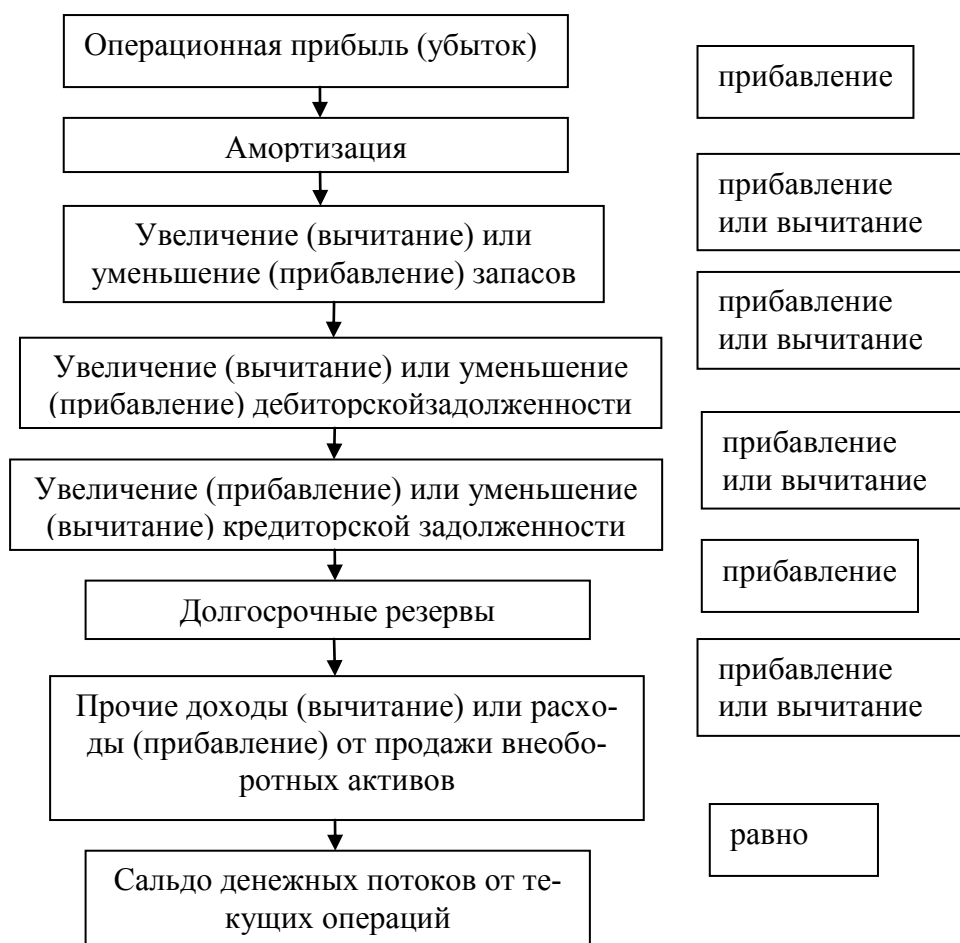 Операционная прибыль (убыток)
прибавление
Амортизация
прибавление
или вычитание
Увеличение (вычитание) или
уменьшение (прибавление) запасов
прибавление
или вычитание
Увеличение (вычитание) или уменьшение
(прибавление) дебиторскойзадолженности
прибавление
или вычитание
Увеличение (прибавление) или уменьшение
(вычитание) кредиторской задолженности
прибавление
Долгосрочные резервы
прибавление
или вычитание
Прочие доходы (вычитание) или расхо-
ды (прибавление) от продажи внеобо-
ротных активов
равно
Сальдо денежных потоков от те-
кущих операций